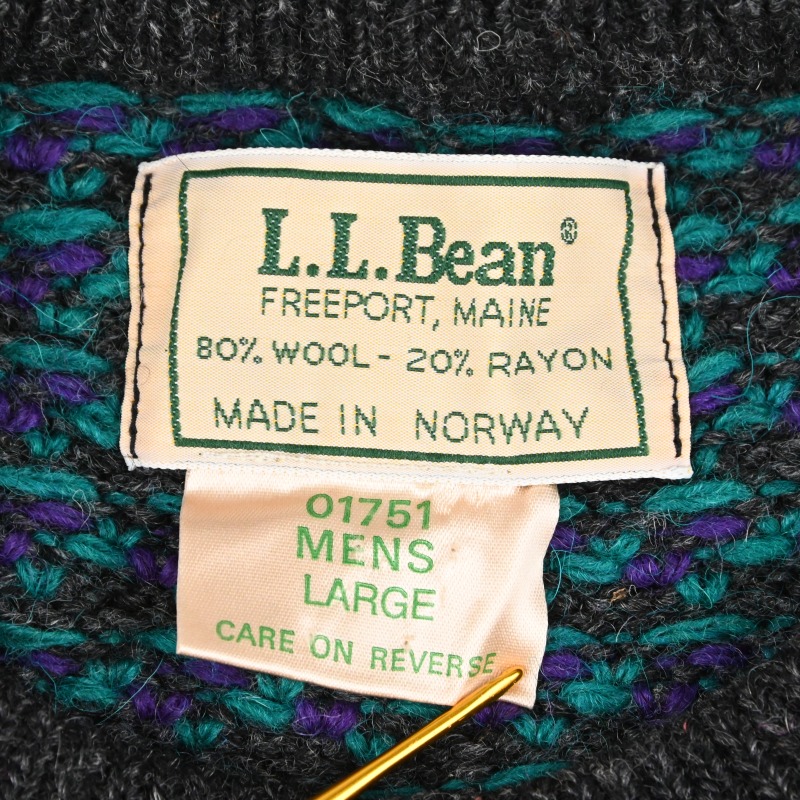 L.L.Bean®
FREEPORT, MAINE
80% WOOL - 20% RAYON
MADE IN NORWAY
01751
MENS
LARGE
CARE ON REVERSE